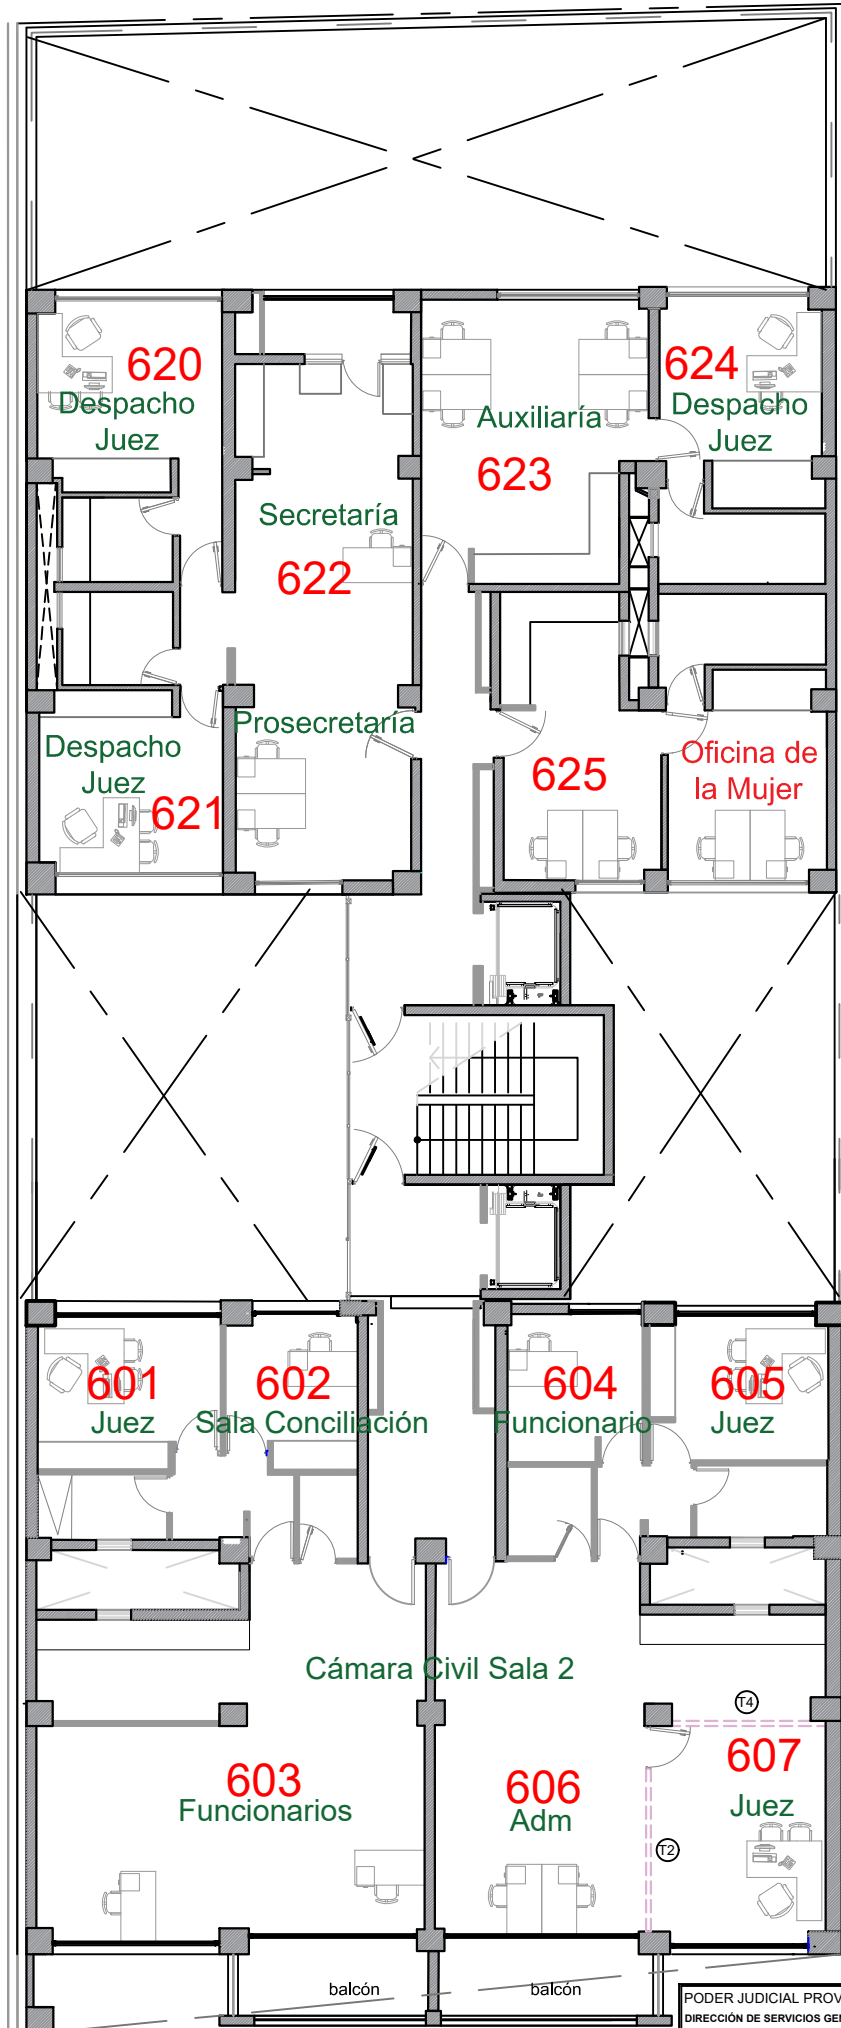 620
Despacho
Juez
624
Despacho
Juez
Auxiliaría
623
Secretaría
622
Prosecretaría
Despacho
Juez
621
625
Oficina de
la Mujer
601
Juez
602
Sala Conciliación
604
Funcionario
605
Juez
Cámara Civil Sala 2
T4
603
Funcionarios
606
Adm
607
Juez
T2
balcón
balcón
PODER JUDICIAL PROV
DIRECCIÓN DE SERVICIOS GE